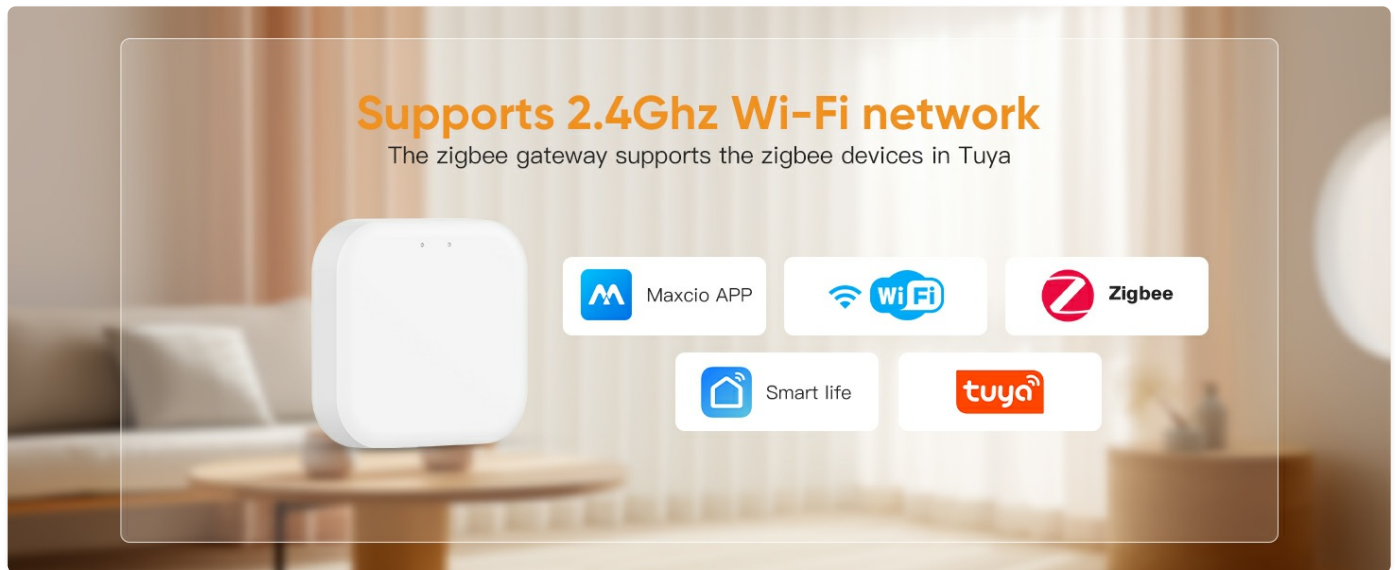 Supports 2.4Ghz Wi-Fi network
The zigbee gateway supports the zigbee devices in Tuya
Maxcio APP
WiFi
Zigbee
Smart life
tuya